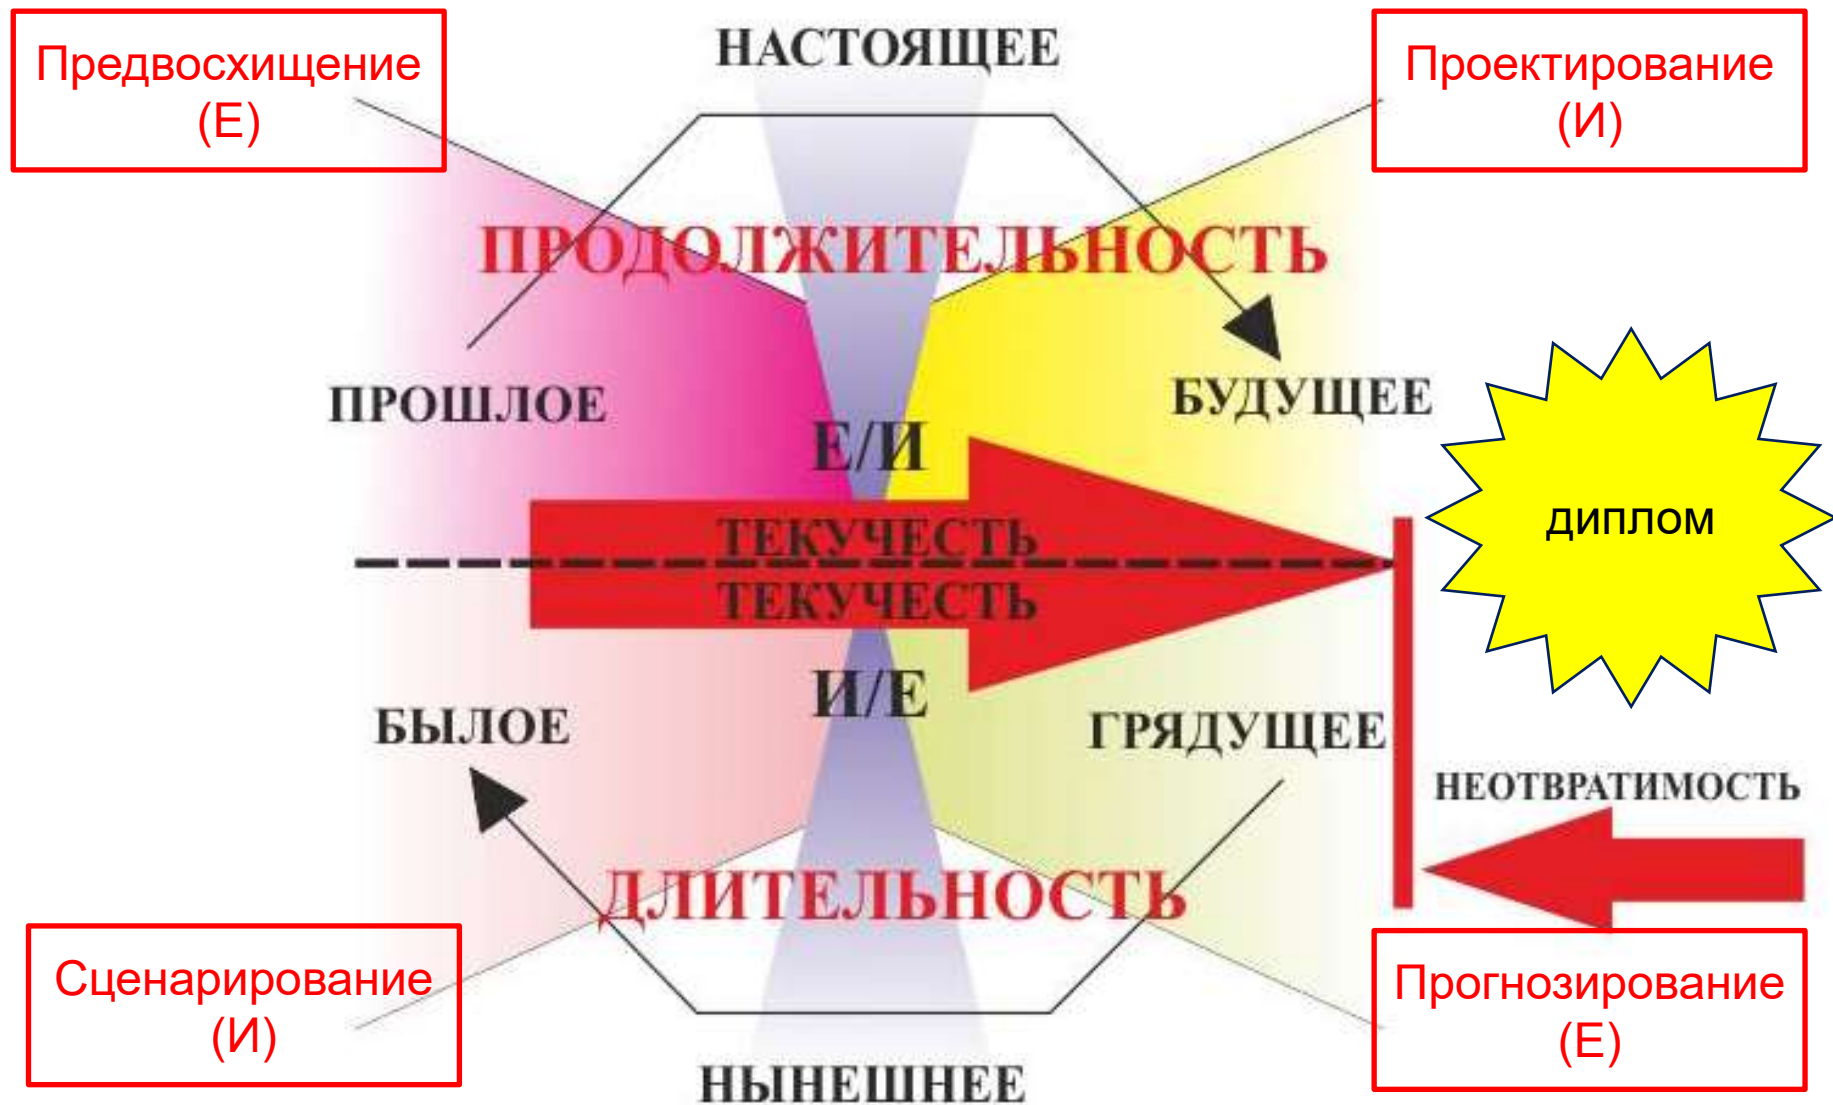 Предвосхищение
(Е)
НАСТОЯЩЕЕ
Проектирование
(И)
ПРОДОЛЖИТЕЛЬНОСТЬ
ПРОШЛОЕ
БУДУЩЕЕ
Е/И
ТЕКУЧЕСТЬ
ТЕКУЧЕСТЬ
диплом
И/Е
БЫЛОЕ
ГРЯДУЩЕЕ
НЕОТВРАТИМОСТЬ
ДЛИТЕЛЬНОСТЬ
Сценарирование
(И)
Прогнозирование
(Е)
НЫНЕШНЕЕ